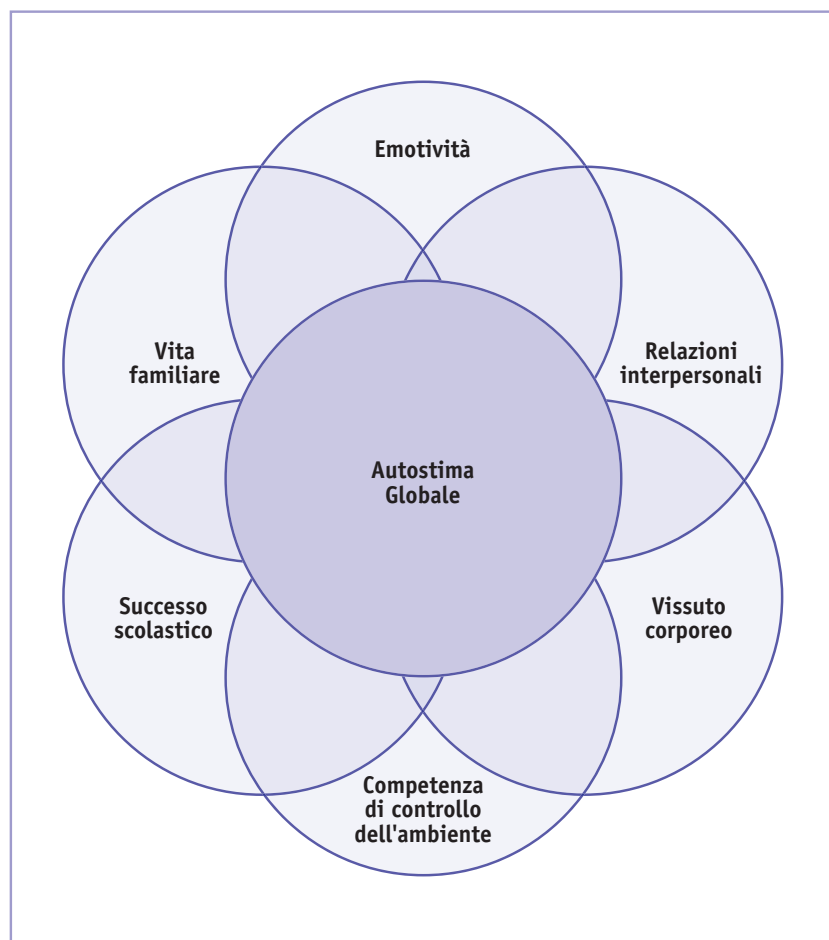 Emotività
Vita
familiare
Relazioni
interpersonali
Autostima
Globale
Successo
scolastico
Vissuto
corporeo
Competenza
di controllo
dell'ambiente